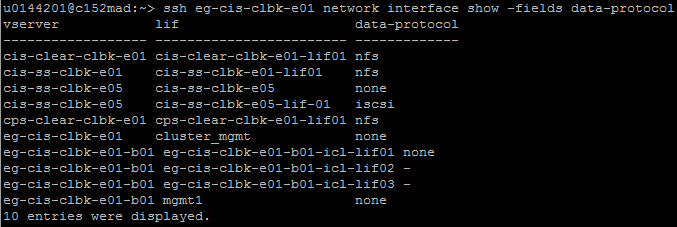 u0144201@c152mad:~> ssh eg-cis-clbk-e01 network interface show -fields data-protocol
vserver             lif                     data-protocol
------------------- ----------------------- -------------
cis-clear-clbk-e01 cis-clear-clbk-e01-lif01 nfs
cis-ss-clbk-e01    cis-ss-clbk-e01-lif01    nfs
cis-ss-clbk-e05    cis-ss-clbk-e05          none
cis-ss-clbk-e05    cis-ss-clbk-e05-lif-01   iscsi
cps-clear-clbk-e01 cps-clear-clbk-e01-lif01 nfs
eg-cis-clbk-e01    cluster_mgmt             none
eg-cis-clbk-e01-b01 eg-cis-clbk-e01-b01-icl-lif01 none
eg-cis-clbk-e01-b01 eg-cis-clbk-e01-b01-icl-lif02 -
eg-cis-clbk-e01-b01 eg-cis-clbk-e01-b01-icl-lif03 -
eg-cis-clbk-e01-b01 mgmt1                   none
10 entries were displayed.